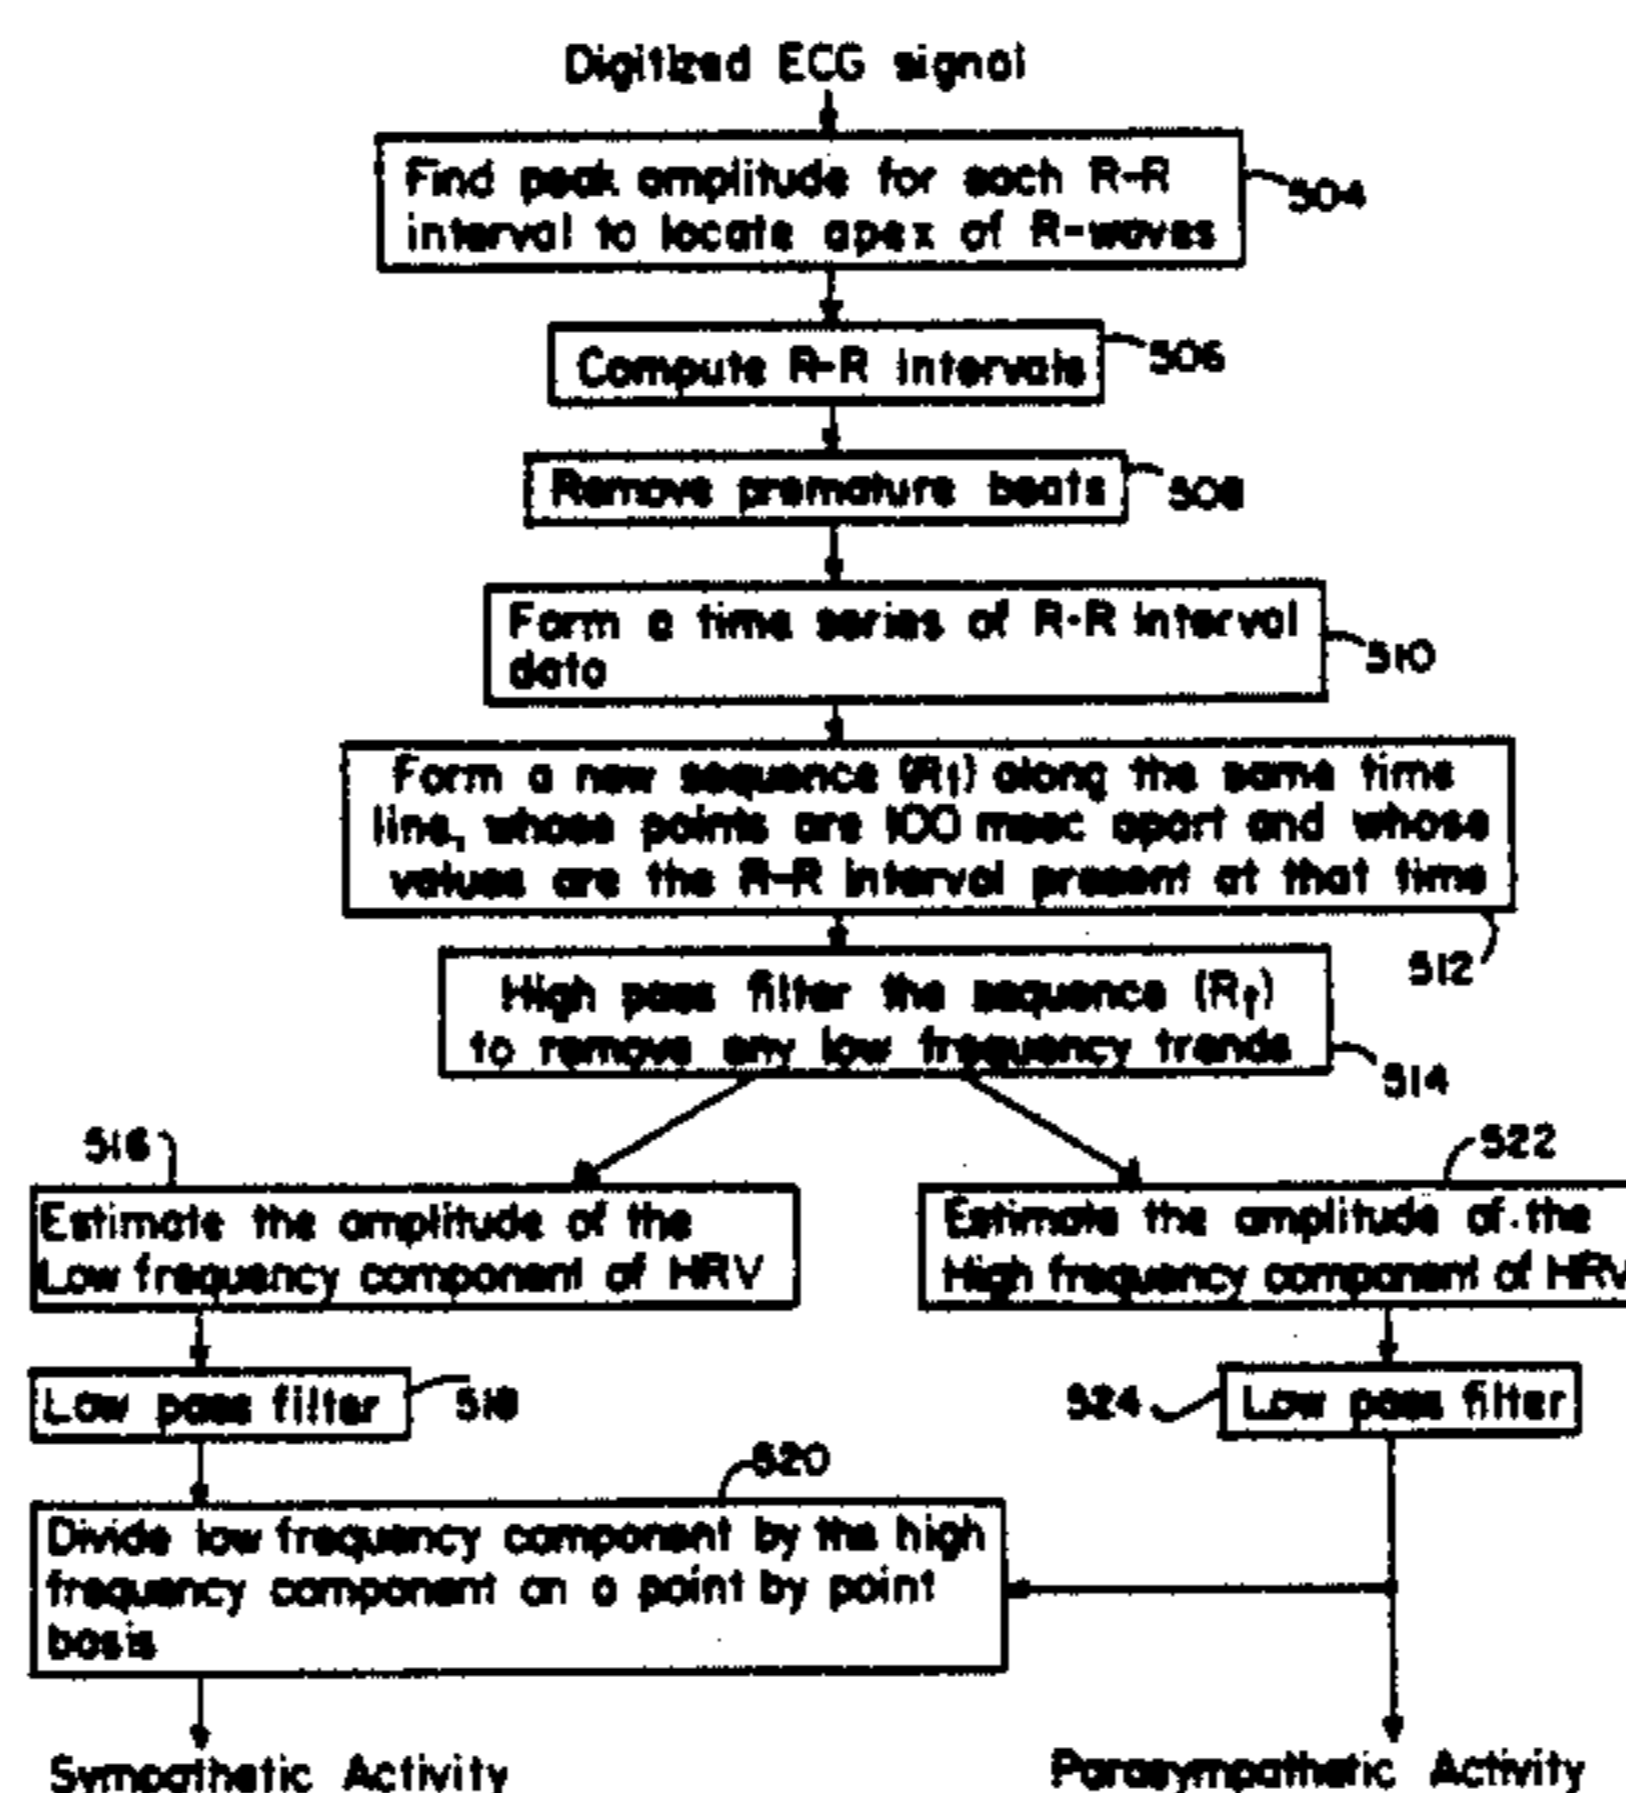 Digitized ECG signal
Find peak amplitude for each R-R
interval to locate apex of R-waves
504
Compute R-R intervals
506
Remove premature beats
508
Form a time series of R-R interval
data
510
Form a new sequence (Rt) along the same time
line, whose points are 100 msec apart and whose
values are the R-R interval present at that time
512
High pass filter the sequence (Rt)
to remove any low frequency trends
514
516
Estimate the amplitude of the
Low frequency component of HRV
522
Estimate the amplitude of the
High frequency component of HRV
Low pass filter
518
524
Low pass filter
520
Divide low frequency component by the high
frequency component on a point by point
basis
Sympathetic Activity
Parasympathetic Activity